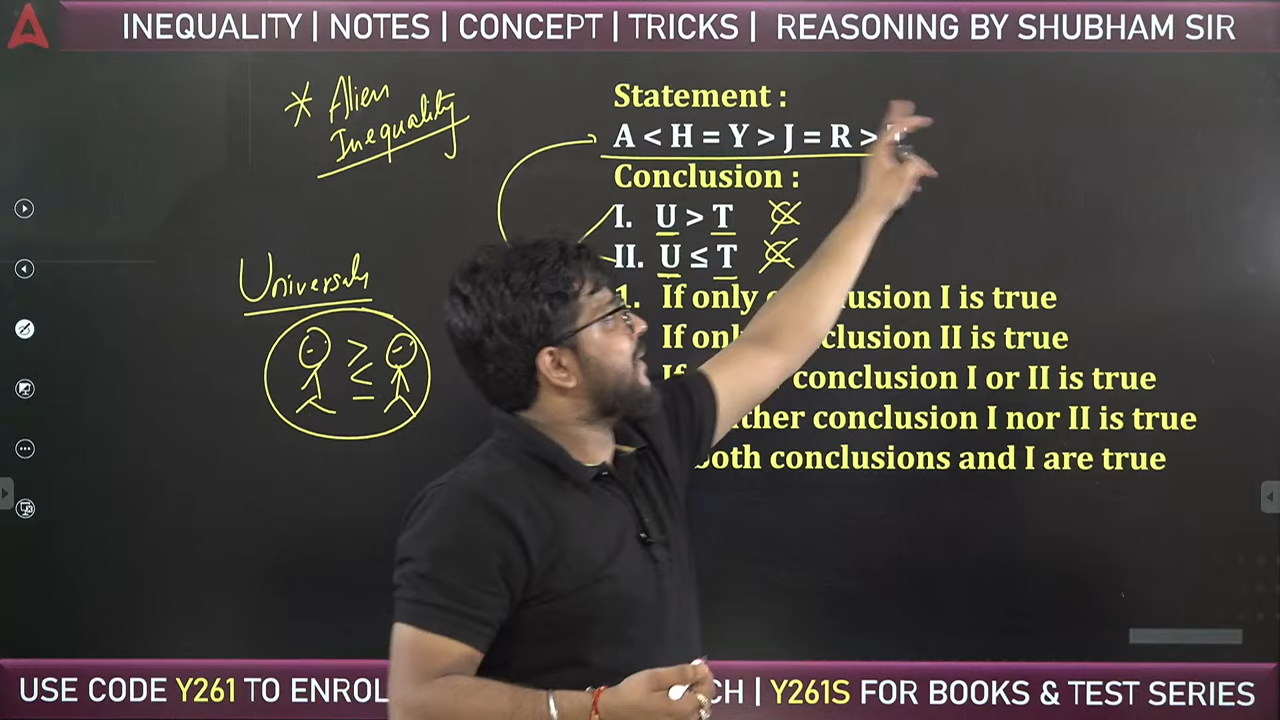 INEQUALITY | NOTES | CONCEPT | TRICKS | REASONING BY SHUBHAM SIR
* Alien
Inequality
Statement :
A < H = Y > J = R >
Conclusion :
I. U > T
II. U ≤ T
Universal
> ≥ < ≤ =
1. If only conclusion I is true
If only conclusion II is true
If conclusion I or II is true
conclusion I nor II is true
both conclusions and I are true
USE CODE Y261 TO ENROL | Y261S FOR BOOKS & TEST SERIES